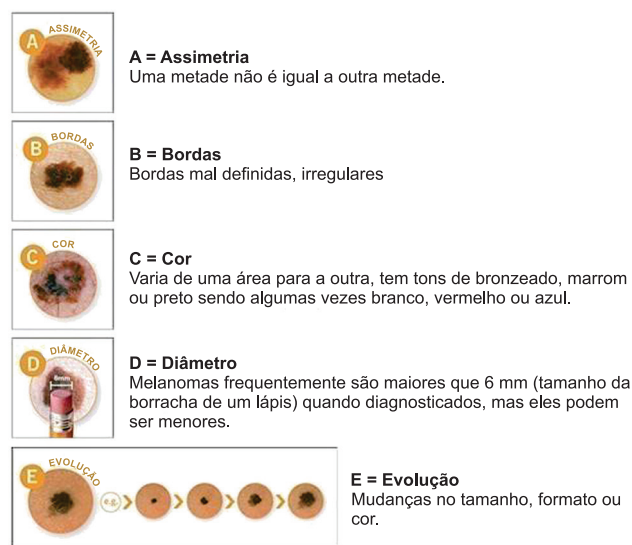 A ASSIMETRIA
A = Assimetria
Uma metade não é igual a outra metade.
B BORDAS
B = Bordas
Bordas mal definidas, irregulares
C COR
C = Cor
Varia de uma área para a outra, tem tons de bronzeado, marrom
ou preto sendo algumas vezes branco, vermelho ou azul.
D DIÂMETRO
6mm
D = Diâmetro
Melanomas frequentemente são maiores que 6 mm (tamanho da
borracha de um lápis) quando diagnosticados, mas eles podem
ser menores.
E EVOLUÇÃO
e.g.
E = Evolução
Mudanças no tamanho, formato ou
cor.